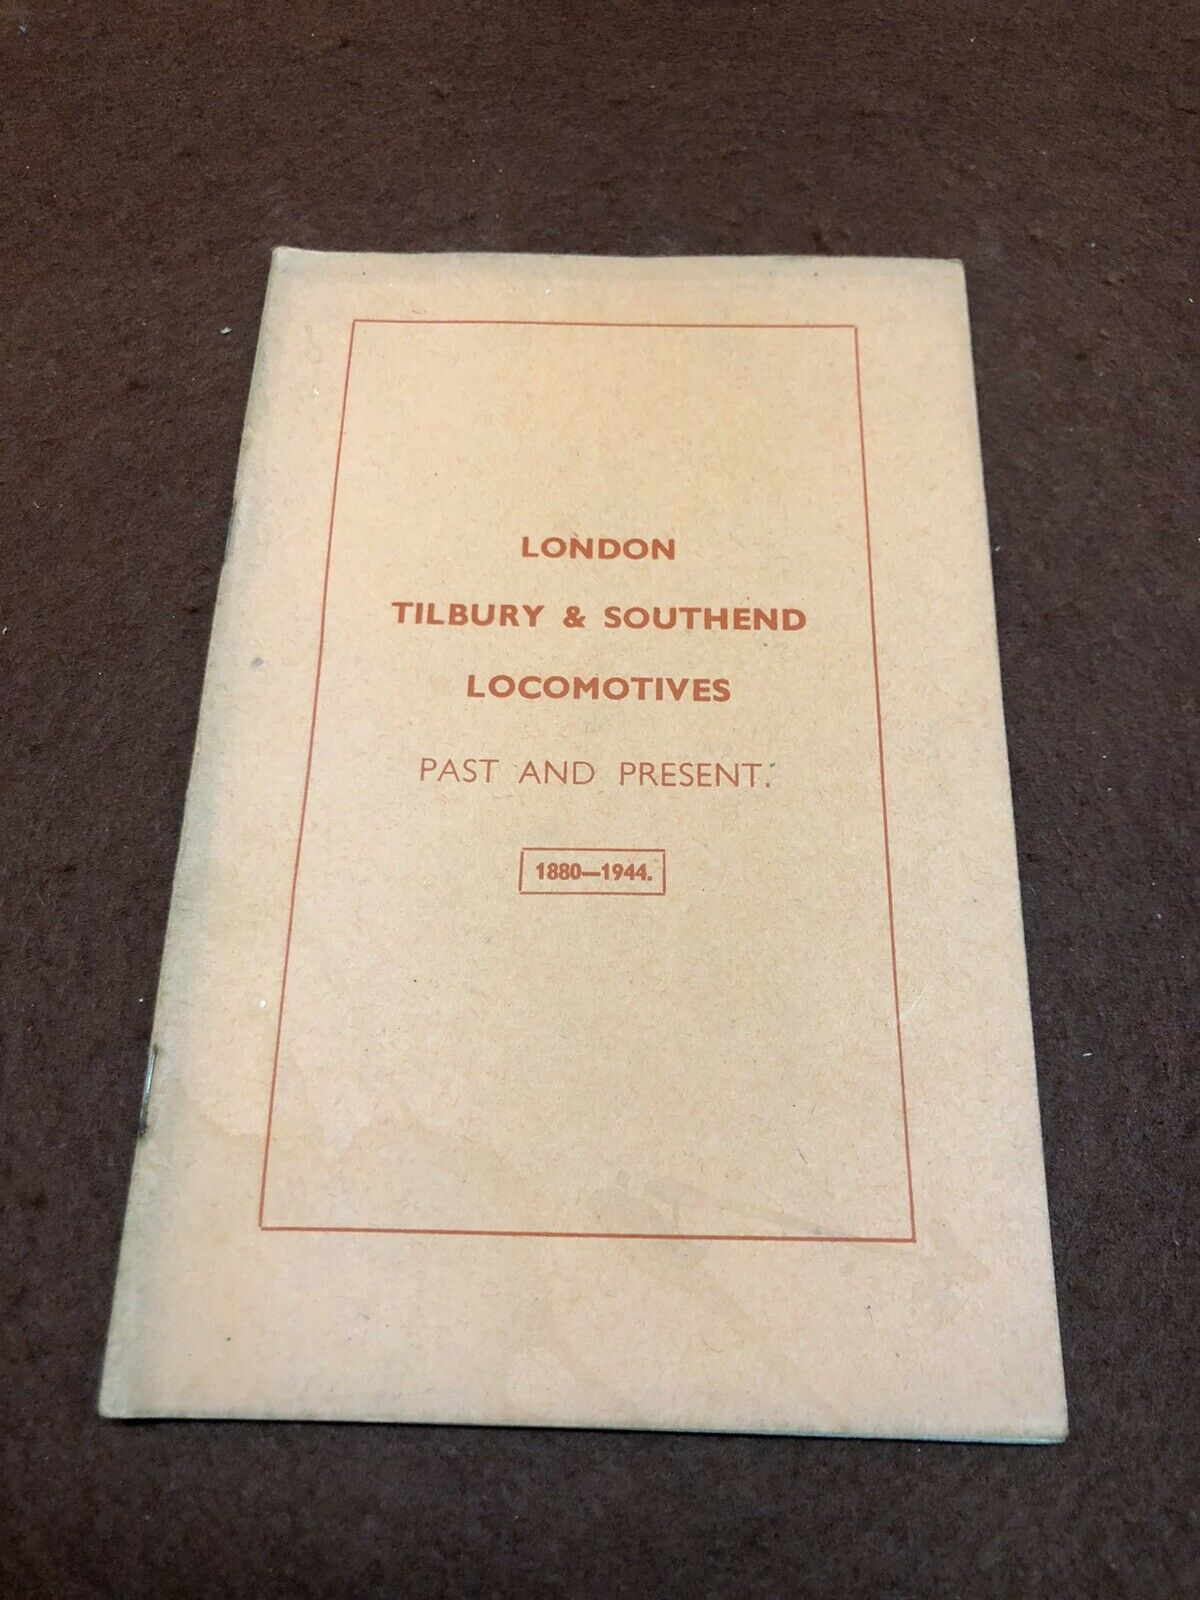 LONDON
TILBURY & SOUTHEND
LOCOMOTIVES
PAST AND PRESENT.
1880—1944.